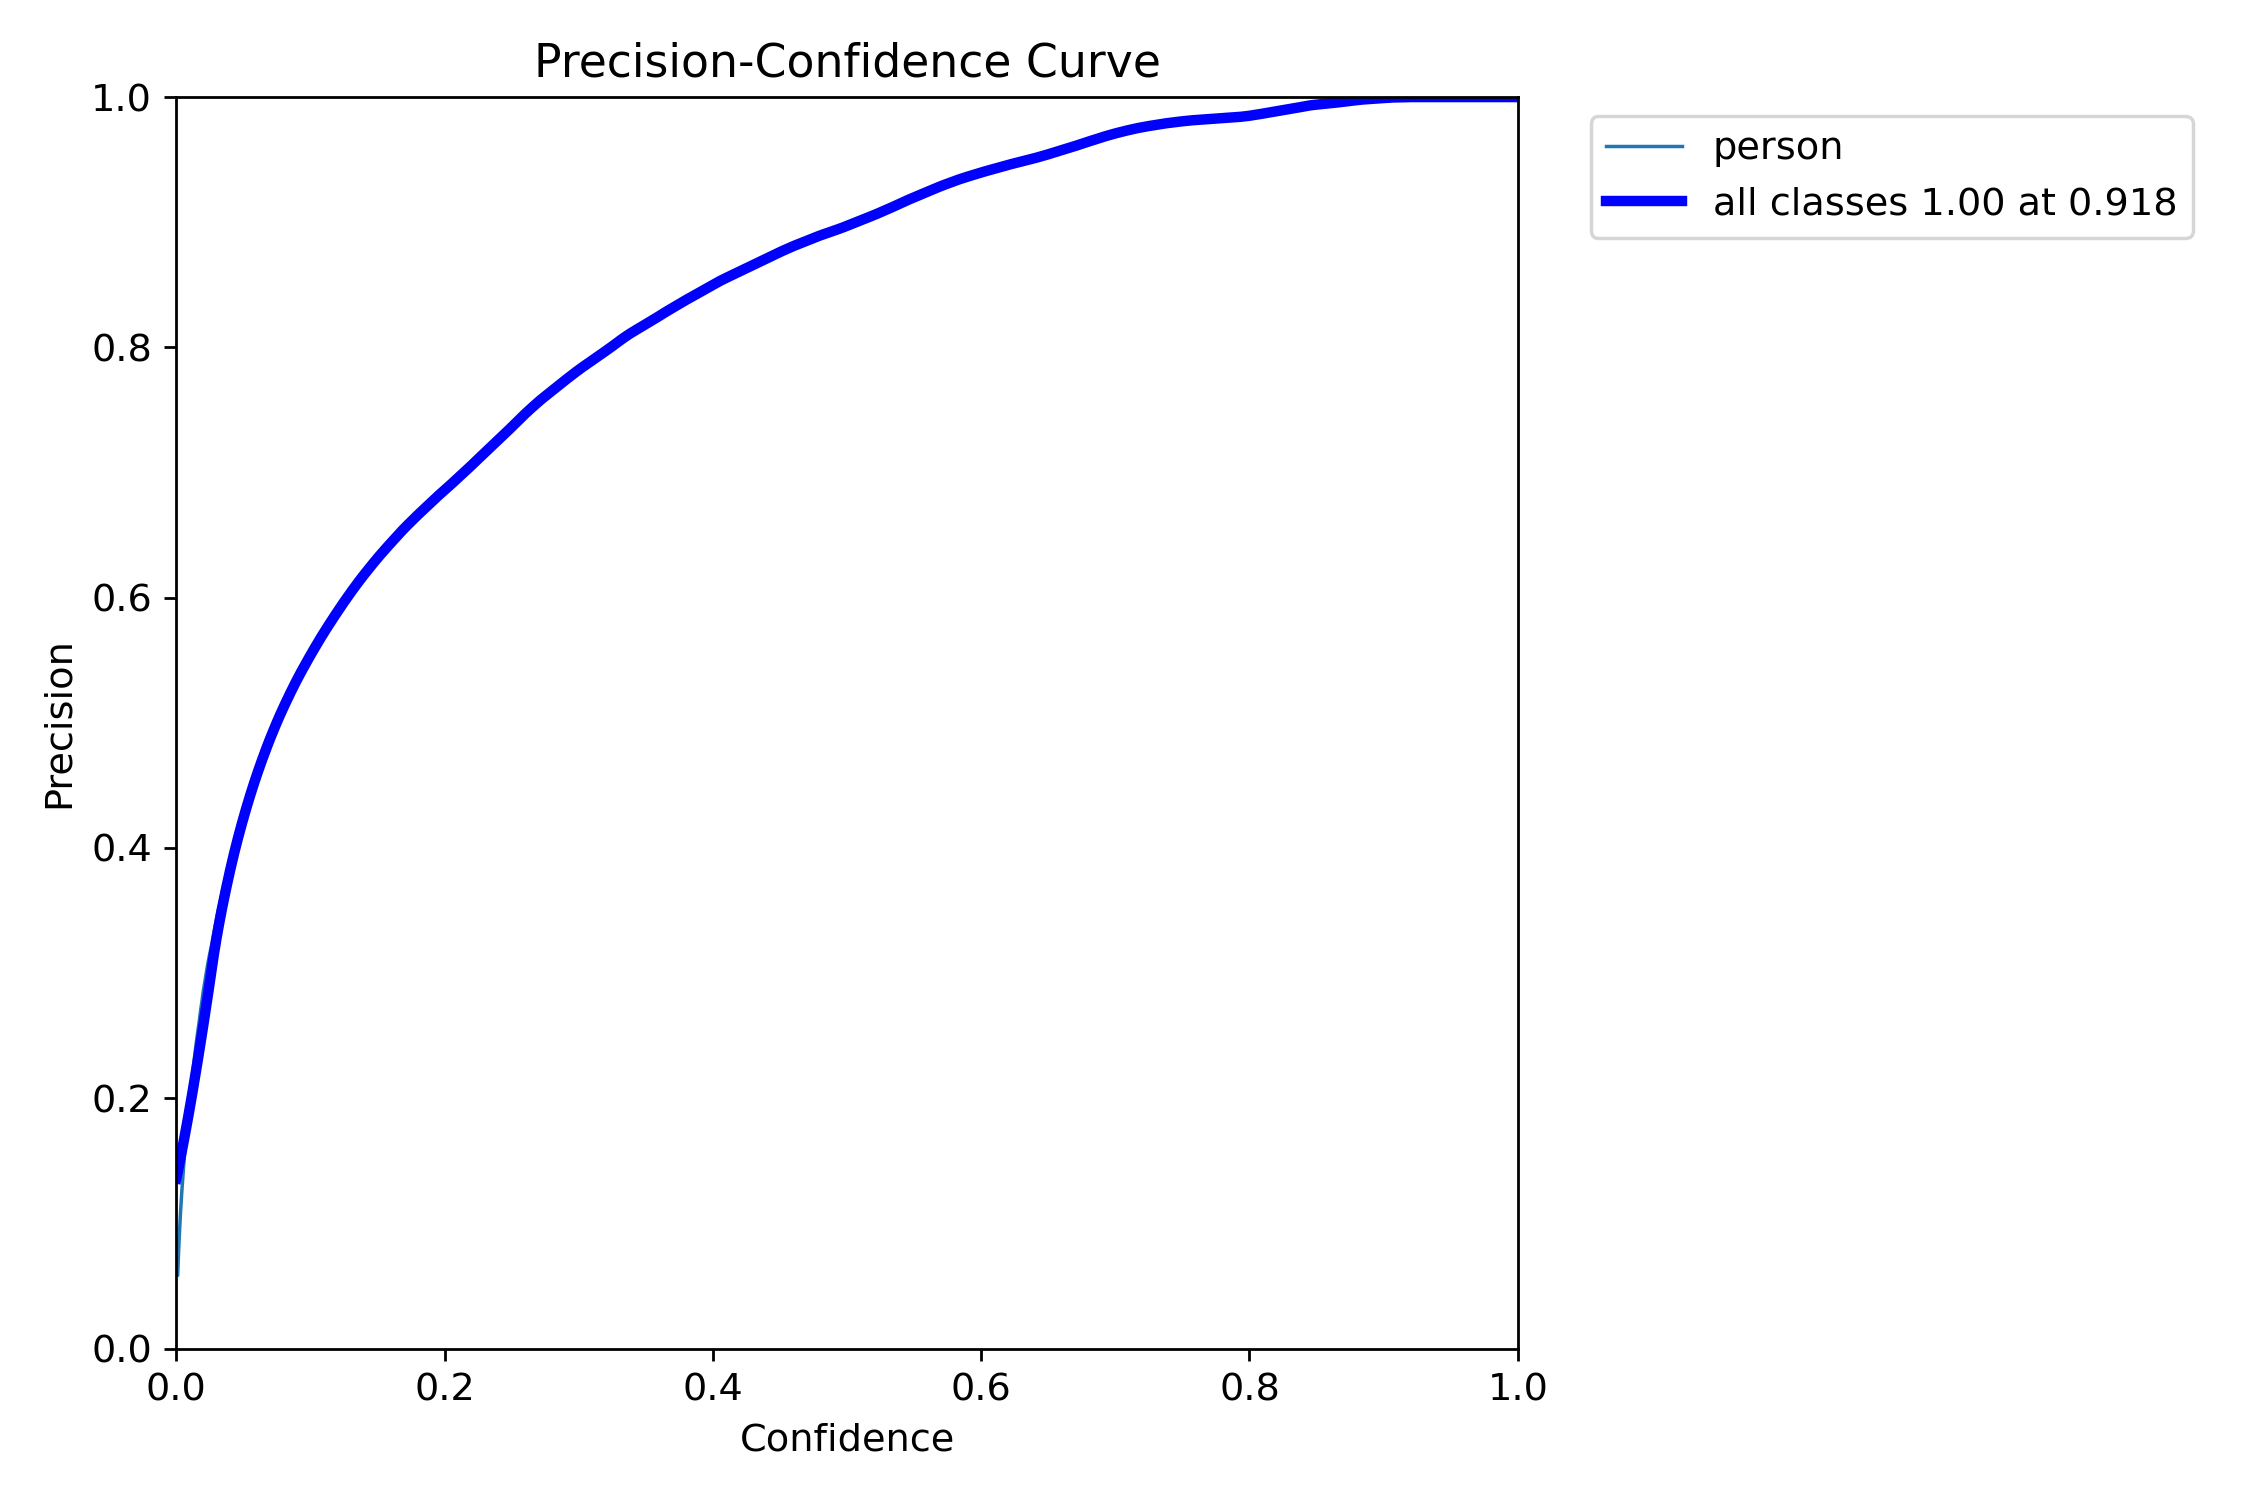 Precision-Confidence Curve
1.0
0.8
0.6
0.4
0.2
0.0
Precision
0.0 0.2 0.4 0.6 0.8 1.0
Confidence
person
all classes 1.00 at 0.918